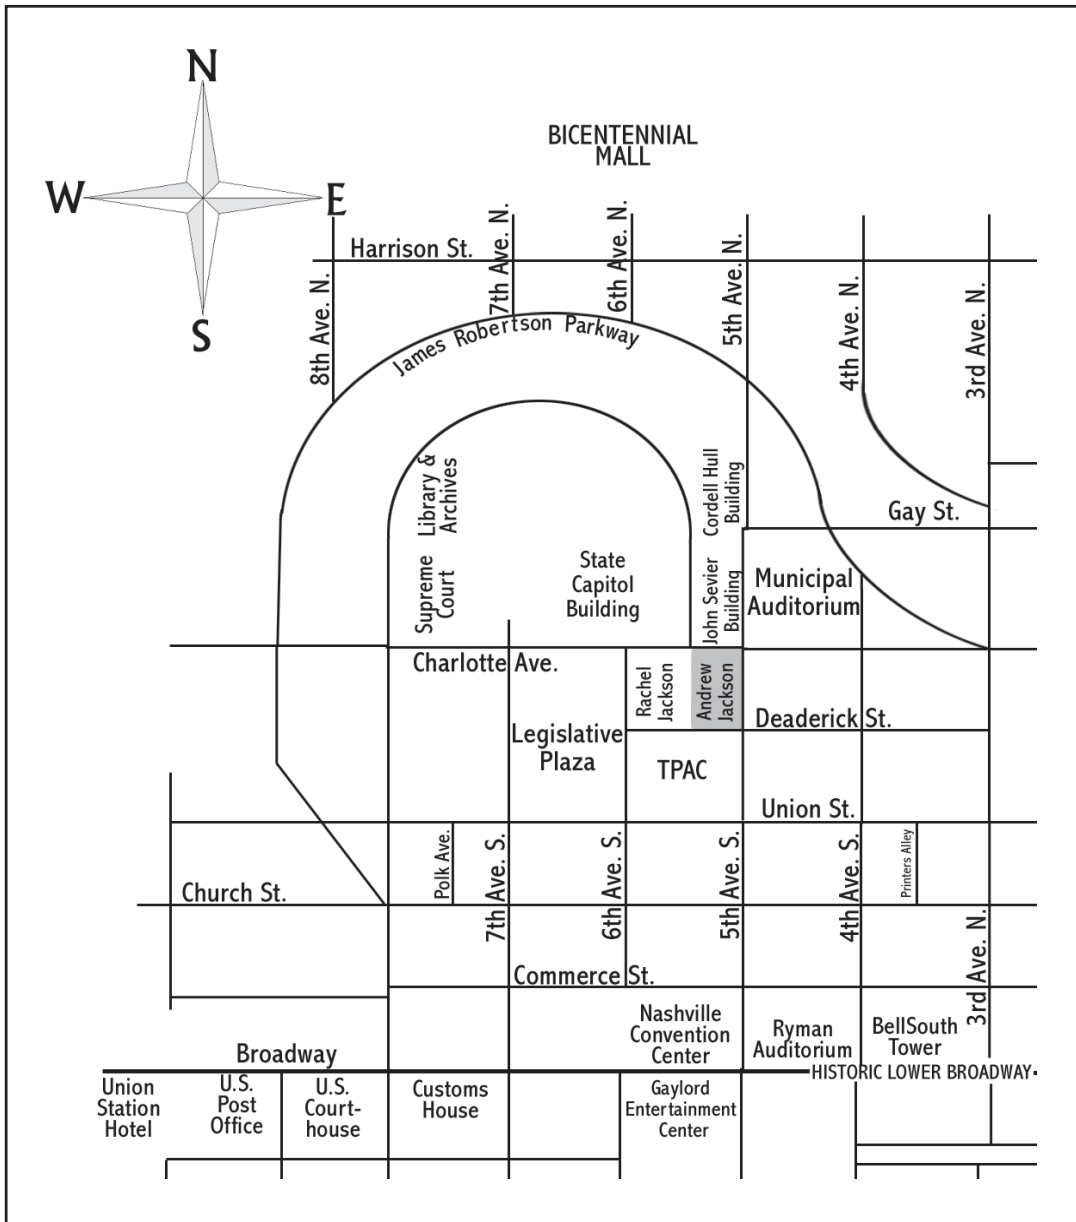 N
W
E
S
BICENTENNIAL
MALL
Harrison St.
8th Ave. N.
7th Ave. N.
6th Ave. N.
5th Ave. N.
4th Ave. N.
3rd Ave. N.
James Robertson Parkway
Library &
Archives
Cordell Hull
Building
Gay St.
Supreme
Court
State
Capitol
Building
John Sevier
Building
Municipal
Auditorium
Charlotte Ave.
Rachel
Jackson
Andrew
Jackson
Deaderick St.
Legislative
Plaza
TPAC
Union St.
Polk Ave.
7th Ave. S.
6th Ave. S.
5th Ave. S.
4th Ave. S.
Printers Alley
Church St.
3rd Ave. N.
Commerce St.
Nashville
Convention
Center
Ryman
Auditorium
BellSouth
Tower
Broadway
HISTORIC LOWER BROADWAY
Union
Station
Hotel
U.S.
Post
Office
U.S.
Court-
house
Customs
House
Gaylord
Entertainment
Center